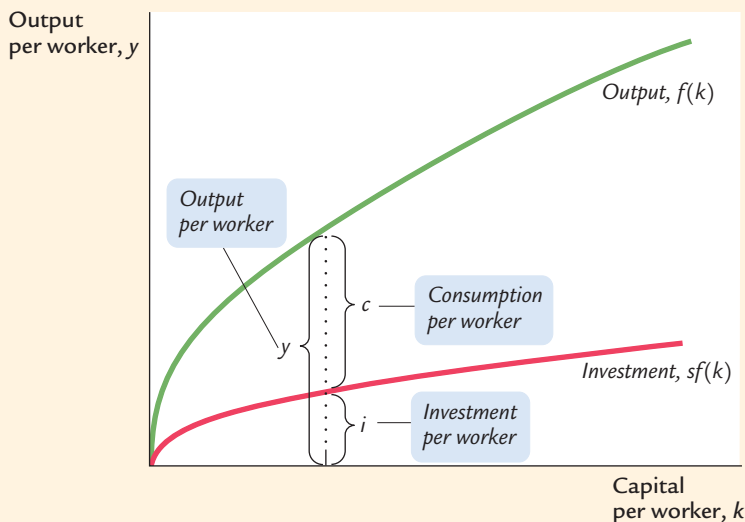 Output
per worker, y
Output, f(k)
Output
per worker
c
Consumption
per worker
y
Investment, sf(k)
i
Investment
per worker
Capital
per worker, k